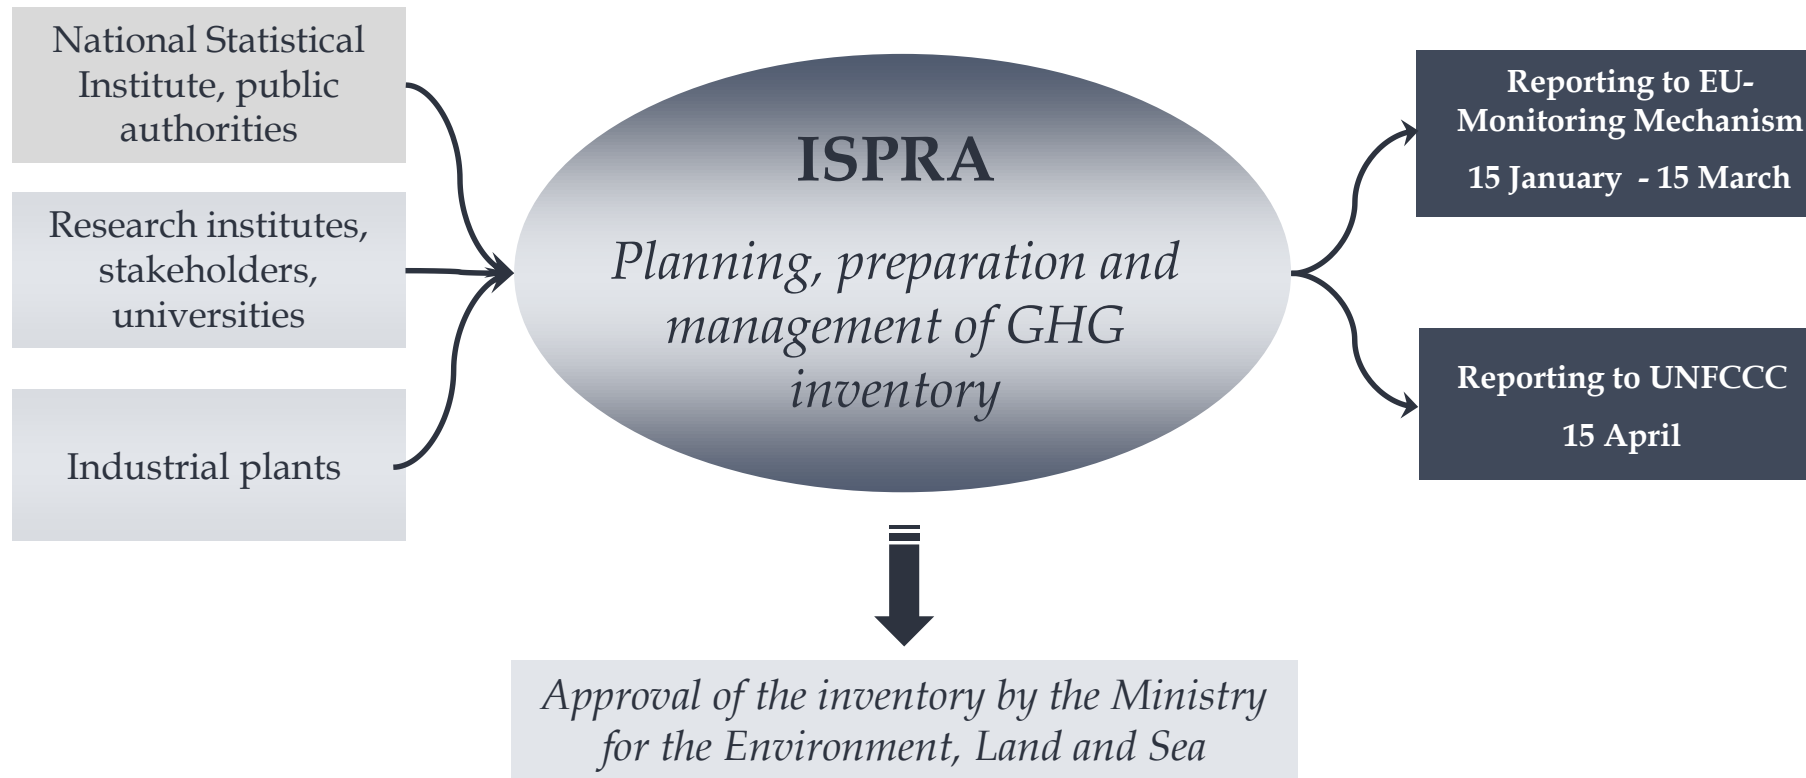 National Statistical
Institute, public
authorities
Research institutes,
stakeholders,
universities
Industrial plants
ISPRA
Planning, preparation and
management of GHG
inventory
Reporting to EU-
Monitoring Mechanism
15 January - 15 March
Reporting to UNFCCC
15 April
Approval of the inventory by the Ministry
for the Environment, Land and Sea